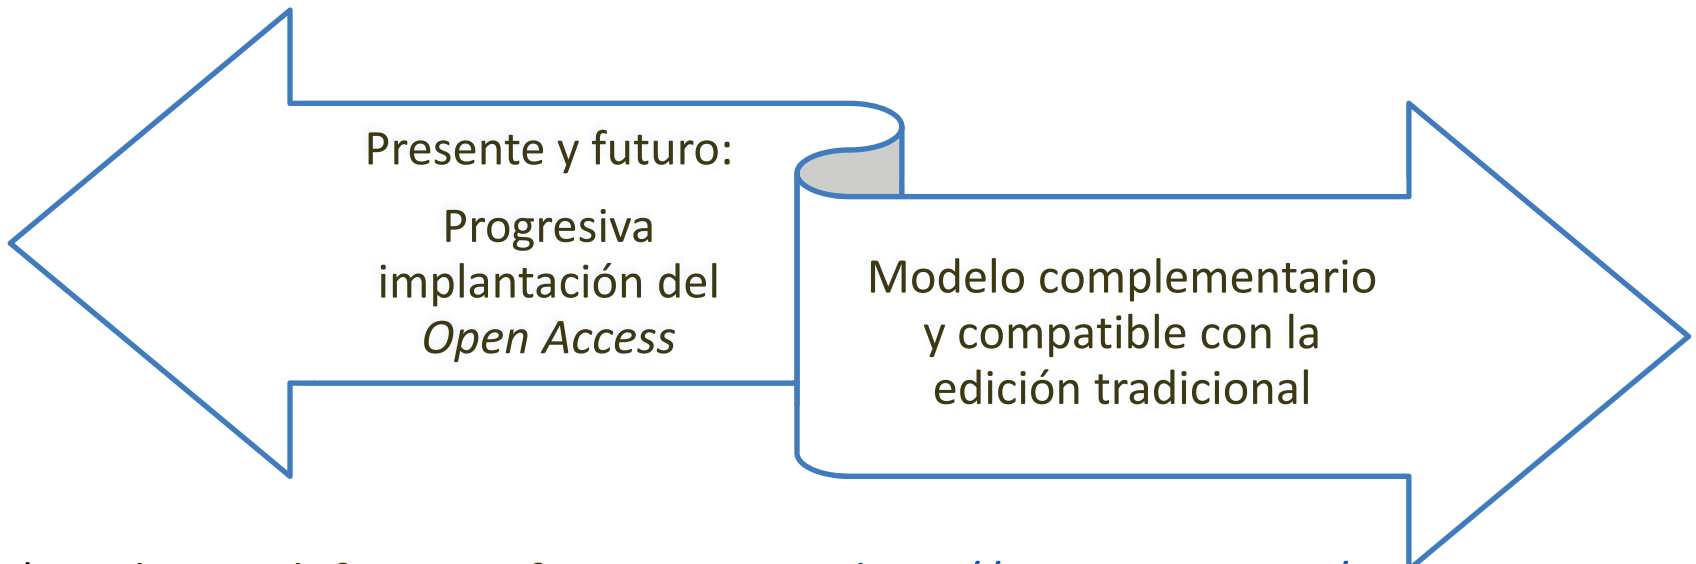 Presente y futuro:
Progresiva
implantación del
Open Access
Modelo complementario
y compatible con la
edición tradicional